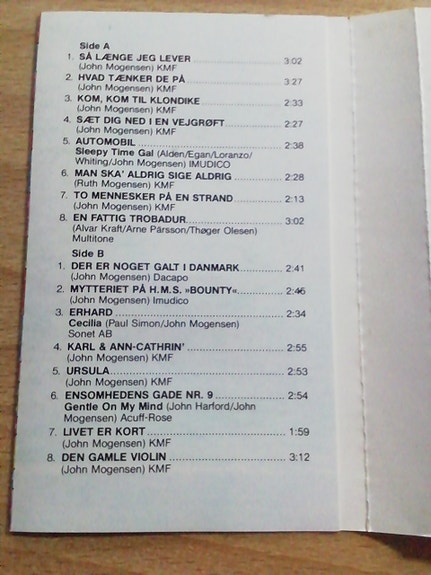 Side A
1. SÅ LÆNGE JEG LEVER .......................... 3:02
(John Mogensen) KMF
2. HVAD TÆNKER DE PÅ .......................... 3:27
(John Mogensen) KMF
3. KOM, KOM TIL KLONDIKE .......................... 2:33
(John Mogensen) KMF
4. SÆT DIG NED I EN VEJGRØFT .......................... 2:27
(John Mogensen) KMF
5. AUTOMOBIL .......................... 2:38
Sleepy Time Gal (Alden/Egan/Loranzo/
Whiting/John Mogensen) IMUDICO
6. MAN SKA' ALDRIG SIGE ALDRIG .......................... 2:28
(Ruth Mogensen) KMF
7. TO MENNESKER PÅ EN STRAND .......................... 2:13
(John Mogensen) KMF
8. EN FATTIG TROBADUR .......................... 3:02
(Alvar Kraft/Arne Pärsson/Thøger Olesen)
Multitone
Side B
1. DER ER NOGET GALT I DANMARK .......................... 2:41
(John Mogensen) Dacapo
2. MYTTERIET PÅ H.M.S. »BOUNTY« .......................... 2:46
(John Mogensen) Imudico
3. ERHARD .......................... 2:34
Cecilia (Paul Simon/John Mogensen)
Sonet AB
4. KARL & ANN-CATHRIN' .......................... 2:55
(John Mogensen) KMF
5. URSULA .......................... 2:53
(John Mogensen) KMF
6. ENSOMHEDENS GADE NR. 9 .......................... 2:54
Gentle On My Mind (John Harford/John
Mogensen) Acuff-Rose
7. LIVET ER KORT .......................... 1:59
(John Mogensen) KMF
8. DEN GAMLE VIOLIN .......................... 3:12
(John Mogensen) KMF